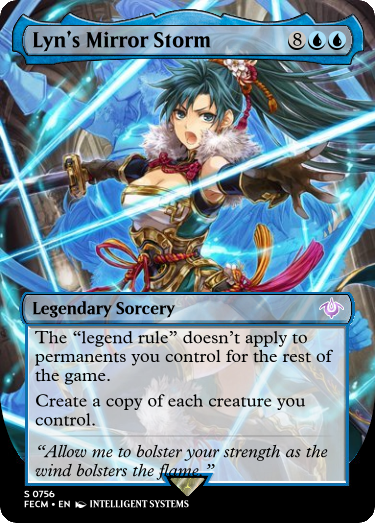 Lyn's Mirror Storm 8
Legendary Sorcery
The “legend rule” doesn't apply to
permanents you control for the rest of
the game.
Create a copy of each creature you
control.
“Allow me to bolster your strength as the
wind bolsters the flame.”
S 0756
FECM • EN INTELLIGENT SYSTEMS